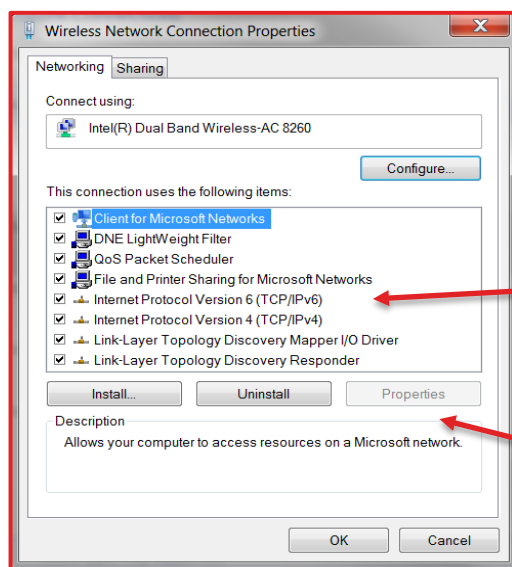 Wireless Network Connection Properties
Networking Sharing
Connect using:
Intel(R) Dual Band Wireless-AC 8260
Configure...
This connection uses the following items:
Client for Microsoft Networks
DNE LightWeight Filter
QoS Packet Scheduler
File and Printer Sharing for Microsoft Networks
Internet Protocol Version 6 (TCP/IPv6)
Internet Protocol Version 4 (TCP/IPv4)
Link-Layer Topology Discovery Mapper I/O Driver
Link-Layer Topology Discovery Responder
Install... Uninstall Properties
Description
Allows your computer to access resources on a Microsoft network.
OK Cancel